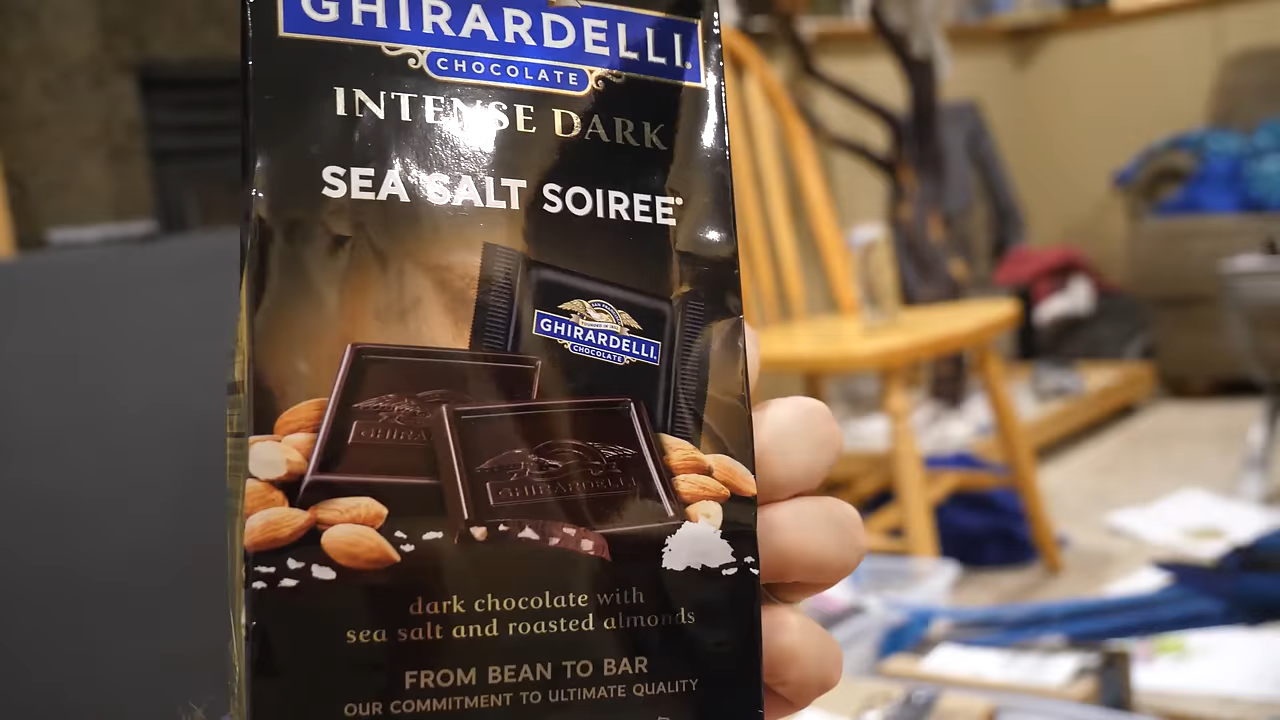 GHIRARDELLI
CHOCOLATE
INTENSE DARK
SEA SALT SOIREE
GHIRARDELLI
CHOCOLATE
GHIRARDELLI
dark chocolate with
sea salt and roasted almonds
FROM BEAN TO BAR
OUR COMMITMENT TO ULTIMATE QUALITY